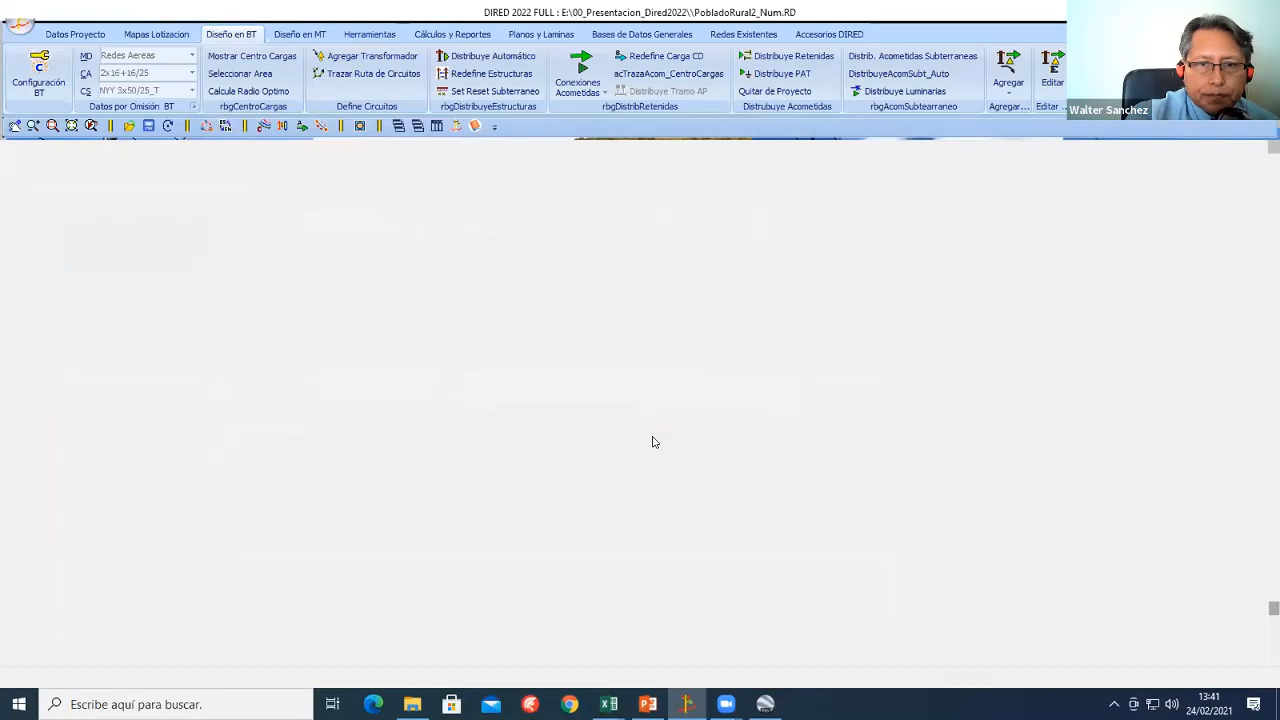 DIRED 2022 FULL : E:\00_Presentacion_Dired2022\\PobladoRural2_Num.RD
Datos Proyecto Mapas Lotizacion Diseño en BT Diseño en MT Herramientas Cálculos y Reportes Planos y Laminas Bases de Datos Generales Redes Existentes Accesorios DIRED
MD Redes Aereas Mostrar Centro Cargas Agregar Transformador Distribuye Automático Redefine Carga CD Distribuye Retenidas Distrib. Acometidas Subterraneas
CA 2x16+16/25 Seleccionar Area Trazar Ruta de Circuitos Redefine Estruct. acTrazaAcom_CentroCargas Distribuye PAT DistribuyeAcomSubt_Auto
Configuración BT Conexiones Acometidas Agregar Editar
CS NYY 3x50/25_T Calcula Radio Optimo Set Reset Subterraneo Distribuye Tramo AP Quitar de Proyecto Distribuye Luminarias
Datos por Omisión BT rbgCentroCargas Define Circuitos rbgDistribuyeEstructuras rbgDistribRetenidas Distrubuye Acometidas rbgAcomSubtearraneo Agregar... Editar ...
Walter Sanchez
Escribe aquí para buscar.
13:41
24/02/2021